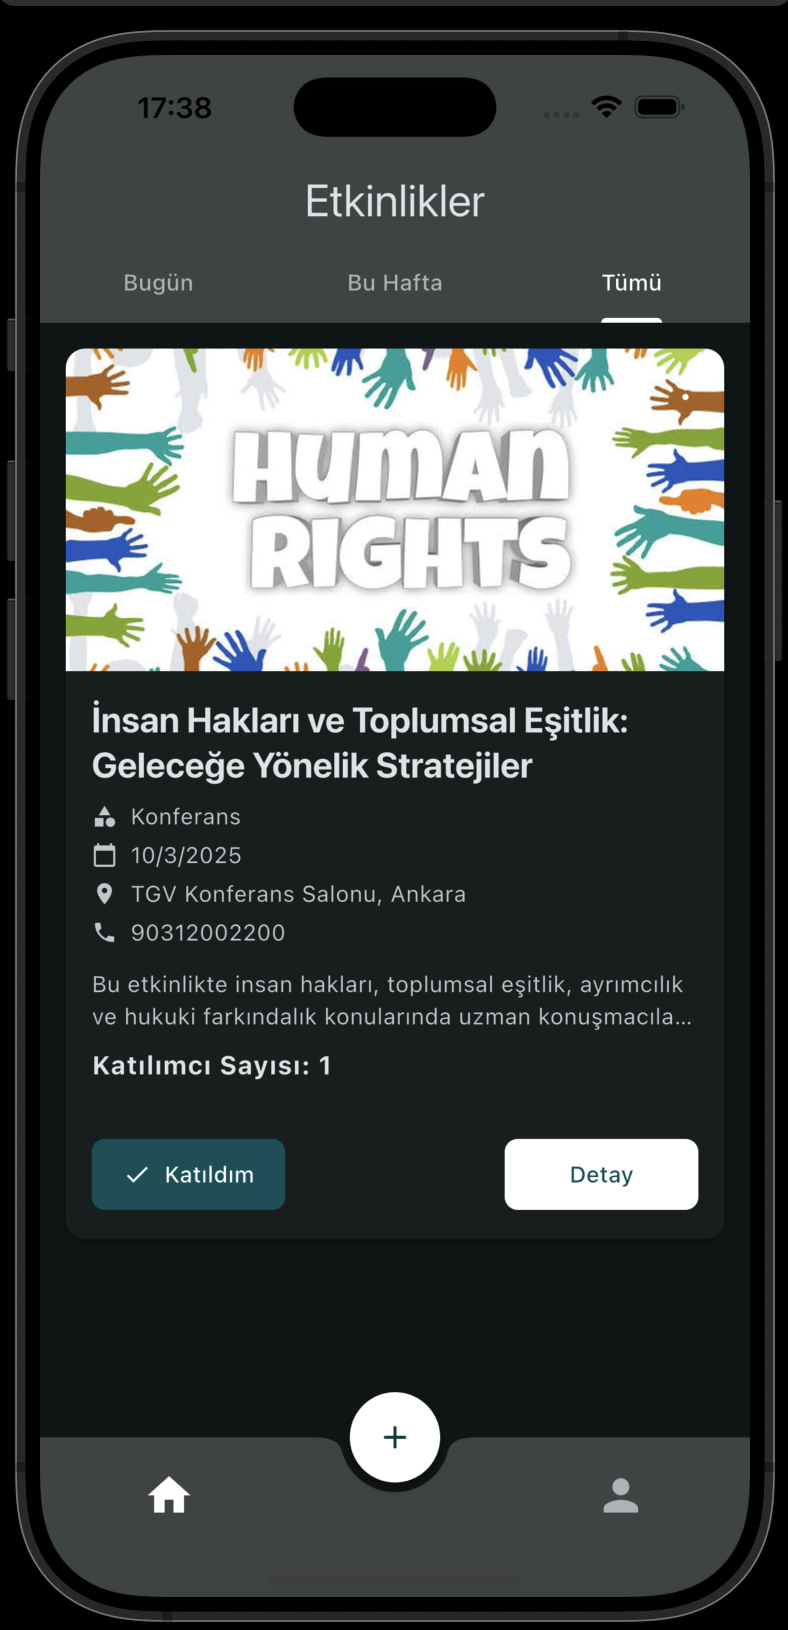 17:38
Etkinlikler
Bugün
Bu Hafta
Tümü
HUMAN
RIGHTS
İnsan Hakları ve Toplumsal Eşitlik:
Geleceğe Yönelik Stratejiler
Konferans
10/3/2025
TGV Konferans Salonu, Ankara
90312002200
Bu etkinlikte insan hakları, toplumsal eşitlik, ayrımcılık
ve hukuki farkındalık konularında uzman konuşmacıla...
Katılımcı Sayısı: 1
Katıldım
Detay